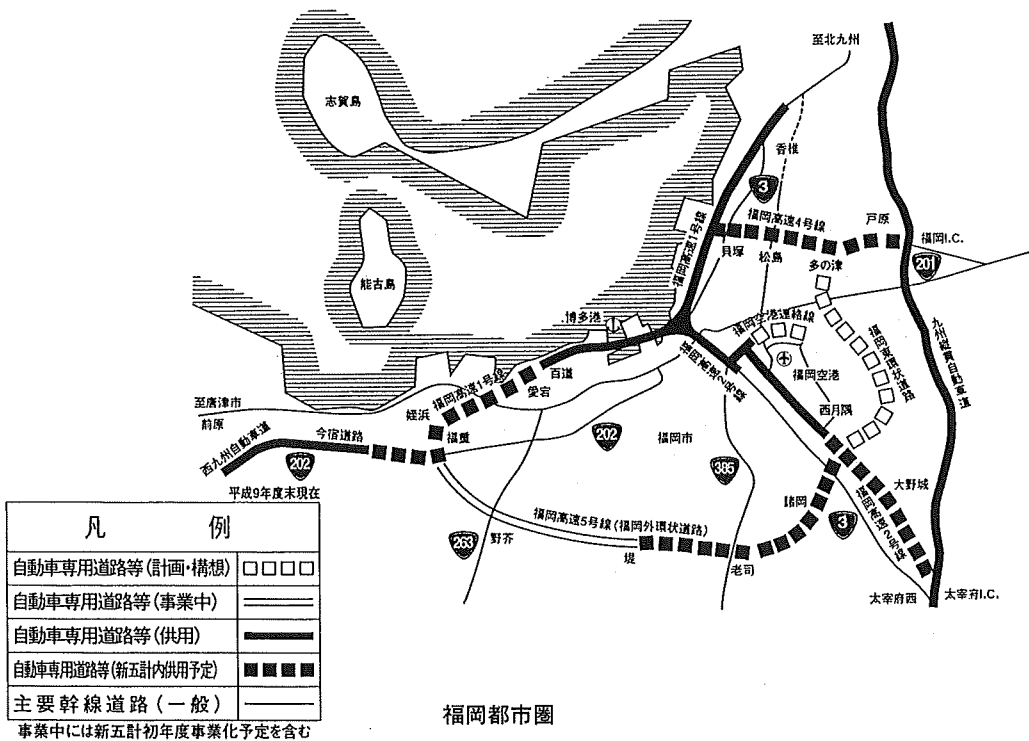 至北九州
志賀島
香椎
3
福岡高速4号線
戸原
福岡I.C.
貝塚
松島
多の津
201
福岡高速1号線
能古島
博多港
福岡空港連絡線
福岡東環状道路
九州縦貫自動車道
福岡高速2号線
福岡空港
百道
愛宕
福岡高速1号線
西月隈
至唐津市
前原
姪浜
福重
西九州自動車道
今宿道路
202
202
福岡市
385
大野城
平成9年度末現在
諸岡
3
福岡高速2号線
福岡高速5号線(福岡外環状道路)
263
野芥
堤
老司
太宰府西
太宰府I.C.
凡 例
自動車専用道路等(計画・構想)
自動車専用道路等(事業中)
自動車専用道路等(供用)
自動車専用道路等(新五計内供用予定)
主要幹線道路(一般)
事業中には新五計初年度事業化予定を含む
福岡都市圏